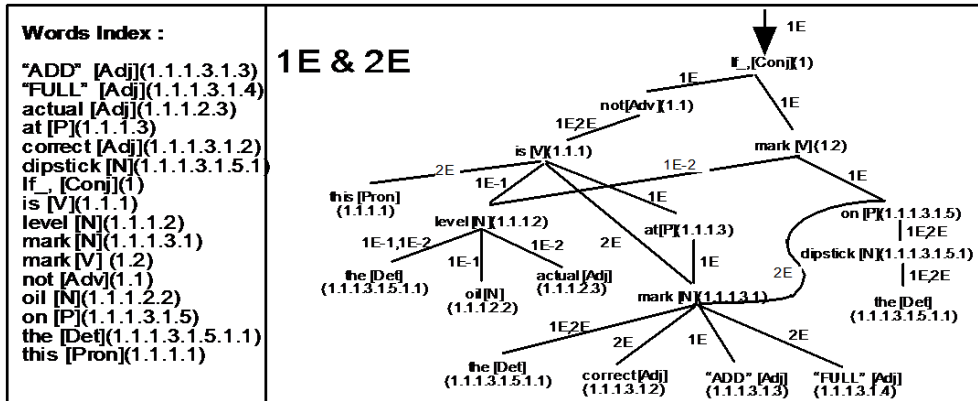 Words Index :
1E & 2E
"ADD" [Adj](1.1.1.3.1.3)
"FULL" [Adj](1.1.1.3.1.4)
actual [Adj](1.1.1.2.3)
at [P](1.1.1.3)
correct [Adj](1.1.1.3.1.2)
dipstick [N](1.1.1.3.1.5.1)
If_, [Conj](1)
is [V](1.1.1)
level [N](1.1.1.2)
mark [N](1.1.1.3.1)
mark [V] (1.2)
not [Adv](1.1)
oil [N](1.1.1.2.2)
on [P](1.1.1.3.1.5)
the [Det](1.1.1.3.1.5.1.1)
this [Pron](1.1.1.1)
1E
If_,[Conj](1)
1E
1E
not[Adv](1.1)
1E,2E
is [V](1.1.1)
mark [V](1.2)
2E
1E-1
1E-2
1E
1E
this [Pron]
(1.1.1.1)
level [N](1.1.1.2)
2E
at[P](1.1.1.3)
on [P](1.1.1.3.1.5)
1E,2E
1E-1,1E-2
1E-1
1E-2
1E
2E
dipstick [N](1.1.1.3.1.5.1)
1E,2E
the [Det]
(1.1.1.3.1.5.1.1)
oil [N]
(1.1.1.2.2)
actual [Adj]
(1.1.1.2.3)
mark [N](1.1.1.3.1)
the [Det]
(1.1.1.3.1.5.1.1)
1E,2E
2E
1E
2E
the [Det]
(1.1.1.3.1.5.1.1)
correct [Adj]
(1.1.1.3.1.2)
"ADD" [Adj]
(1.1.1.3.1.3)
"FULL" [Adj]
(1.1.1.3.1.4)